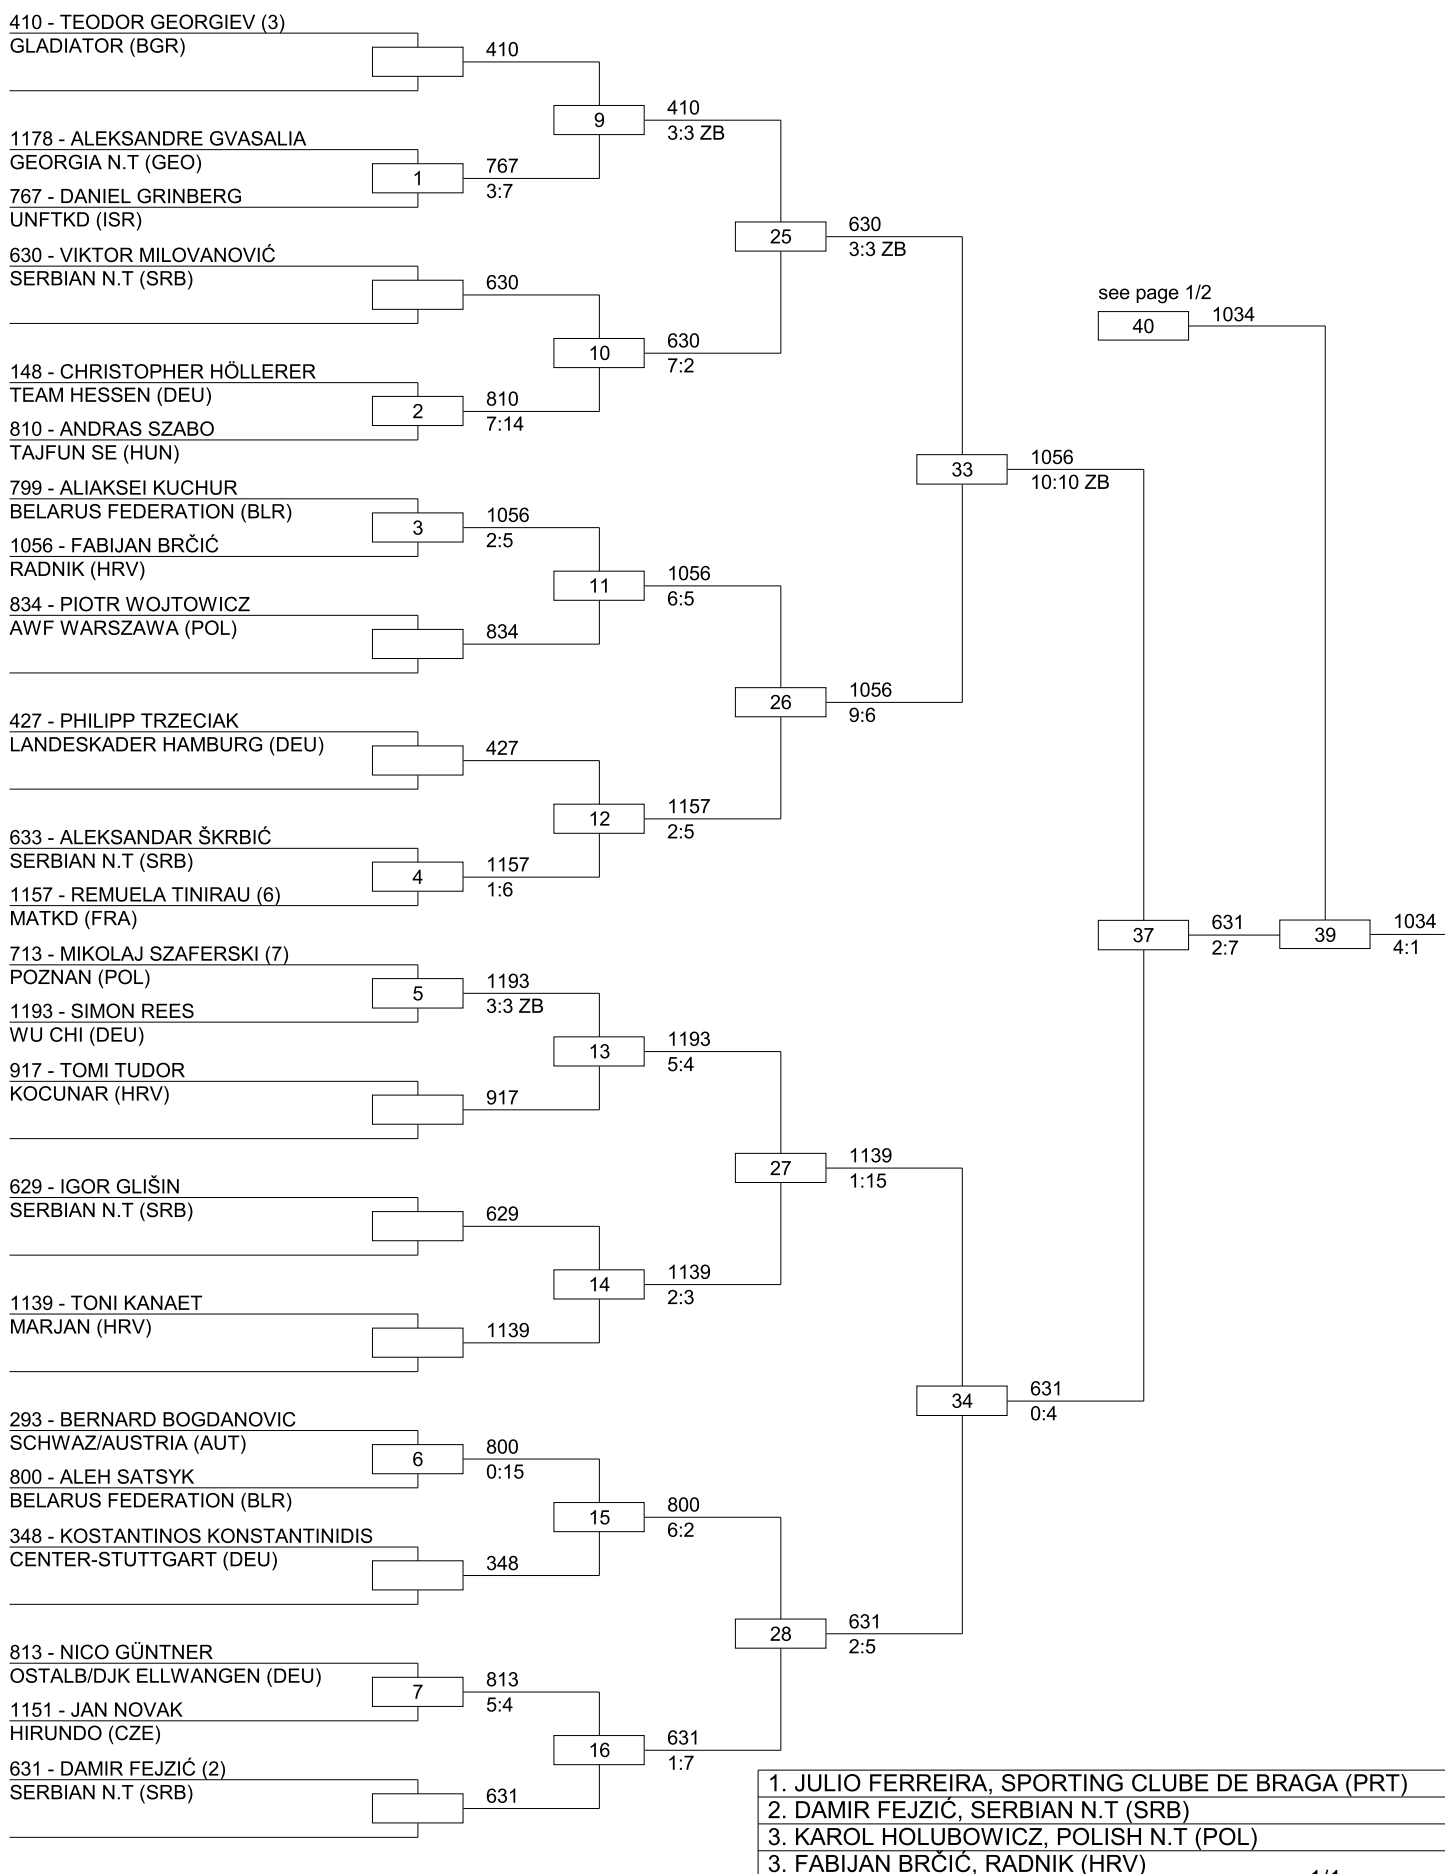 410 - TEODOR GEORGIEV (3)
GLADIATOR (BGR)
410
9
410
3:3 ZB
1178 - ALEKSANDRE GVASALIA
GEORGIA N.T (GEO)
1
767
3:7
767 - DANIEL GRINBERG
UNFTKD (ISR)
25
630
3:3 ZB
630 - VIKTOR MILOVANOVIĆ
SERBIAN N.T (SRB)
630
see page 1/2
40
1034
10
630
7:2
148 - CHRISTOPHER HÖLLERER
TEAM HESSEN (DEU)
2
810
7:14
810 - ANDRAS SZABO
TAJFUN SE (HUN)
33
1056
10:10 ZB
799 - ALIAKSEI KUCHUR
BELARUS FEDERATION (BLR)
3
1056
2:5
1056 - FABIJAN BRČIĆ
RADNIK (HRV)
11
1056
6:5
834 - PIOTR WOJTOWICZ
AWF WARSZAWA (POL)
834
26
1056
9:6
427 - PHILIPP TRZECIAK
LANDESKADER HAMBURG (DEU)
427
12
1157
2:5
633 - ALEKSANDAR ŠKRBIĆ
SERBIAN N.T (SRB)
4
1157
1:6
1157 - REMUELA TINIRAU (6)
MATKD (FRA)
37
631
2:7
39
1034
4:1
713 - MIKOLAJ SZAFERSKI (7)
POZNAN (POL)
5
1193
3:3 ZB
1193 - SIMON REES
WU CHI (DEU)
13
1193
5:4
917 - TOMI TUDOR
KOCUNAR (HRV)
917
27
1139
1:15
629 - IGOR GLIŠIN
SERBIAN N.T (SRB)
629
14
1139
2:3
1139 - TONI KANAET
MARJAN (HRV)
1139
34
631
0:4
293 - BERNARD BOGDANOVIC
SCHWAZ/AUSTRIA (AUT)
6
800
0:15
800 - ALEH SATSYK
BELARUS FEDERATION (BLR)
15
800
6:2
348 - KOSTANTINOS KONSTANTINIDIS
CENTER-STUTTGART (DEU)
348
28
631
2:5
813 - NICO GÜNTNER
OSTALB/DJK ELLWANGEN (DEU)
7
813
5:4
1151 - JAN NOVAK
HIRUNDO (CZE)
16
631
1:7
631 - DAMIR FEJZIĆ (2)
SERBIAN N.T (SRB)
631
1. JULIO FERREIRA, SPORTING CLUBE DE BRAGA (PRT)
2. DAMIR FEJZIĆ, SERBIAN N.T (SRB)
3. KAROL HOLUBOWICZ, POLISH N.T (POL)
3. FABIJAN BRČIĆ, RADNIK (HRV)